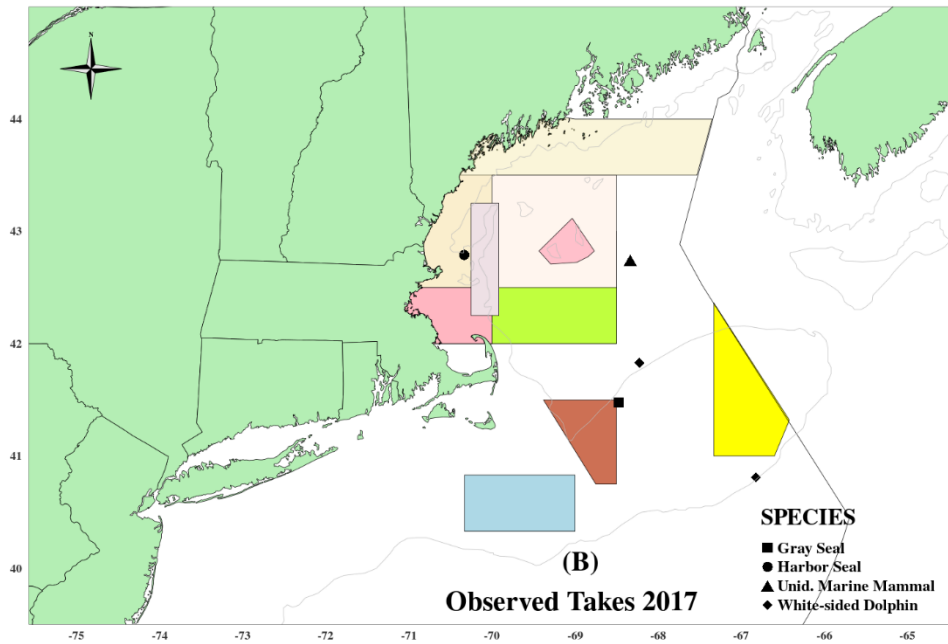 N
44
43
42
41
40
(B)
Observed Takes 2017
SPECIES
Gray Seal
Harbor Seal
Unid. Marine Mammal
White-sided Dolphin
-75 -74 -73 -72 -71 -70 -69 -68 -67 -66 -65